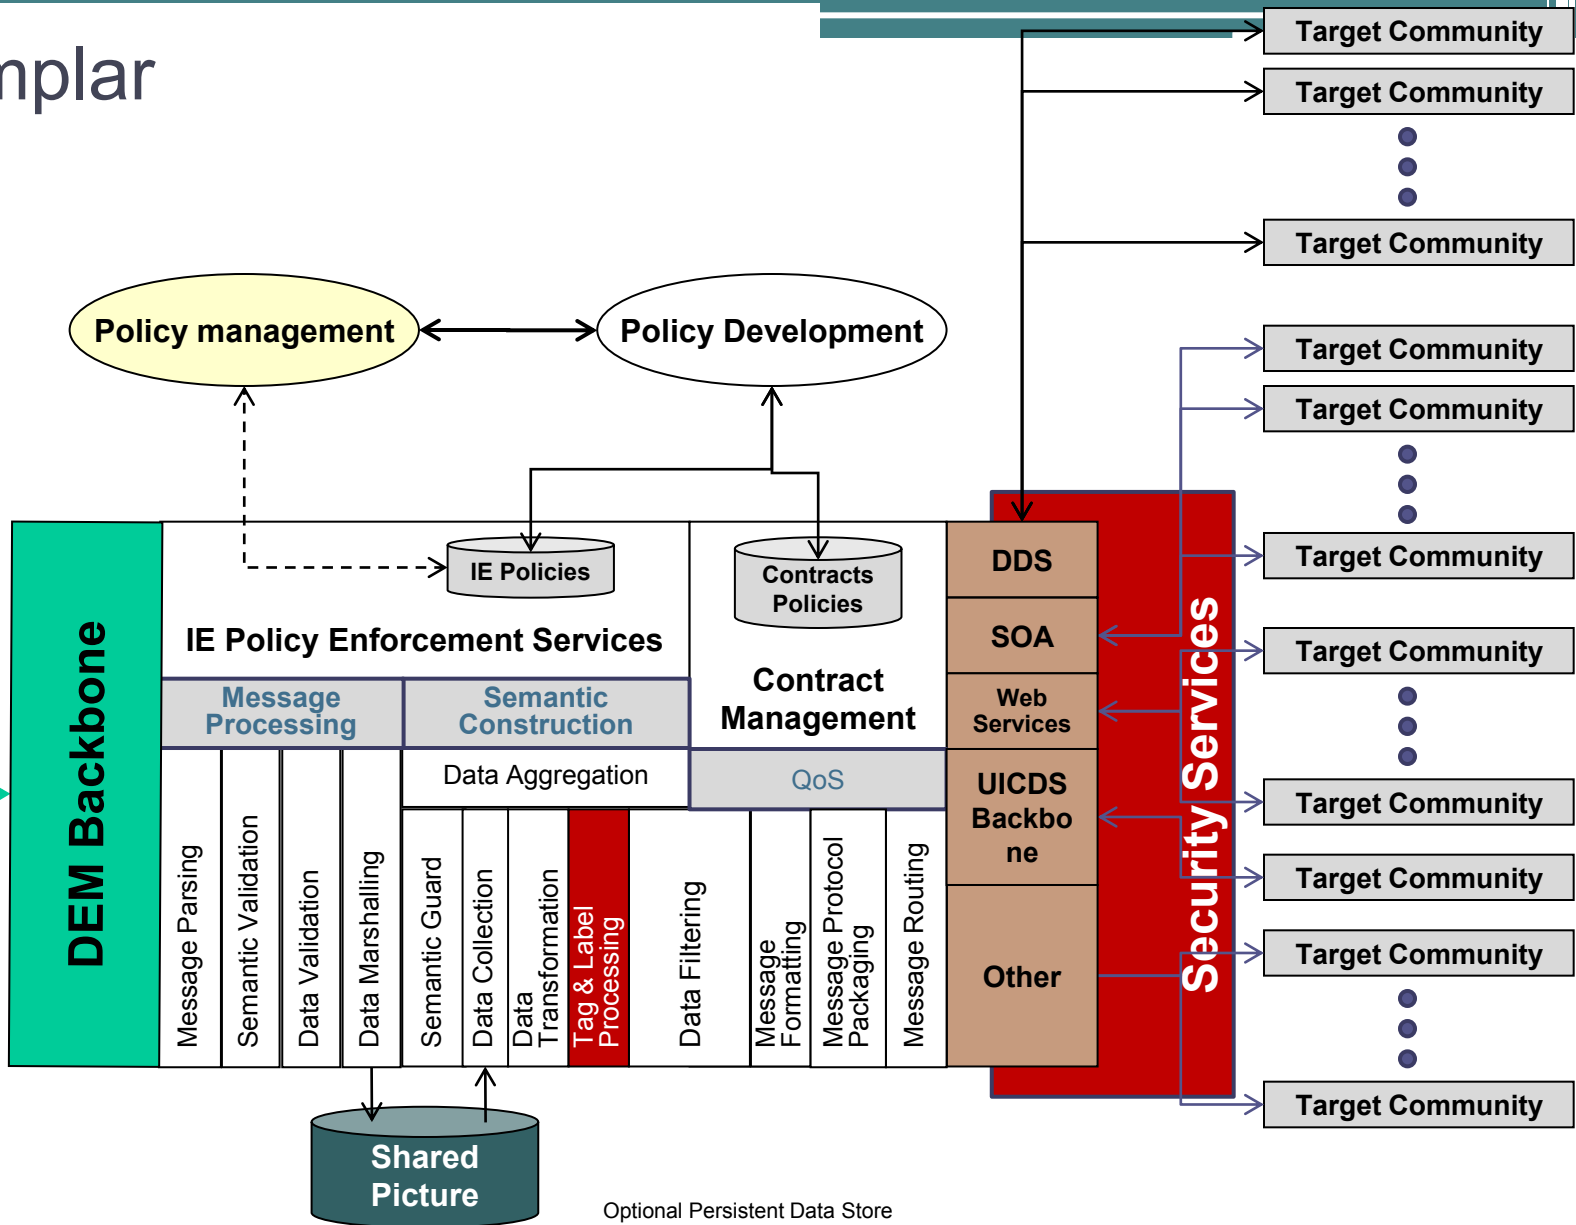 mplar
Target Community
Target Community
Target Community
Policy management
Policy Development
Target Community
Target Community
Target Community
DEM Backbone
IE Policies
IE Policy Enforcement Services
Contracts
Policies
Contract
Management
DDS
SOA
Web
Services
UICDS
Backbo
ne
Other
Security Services
Message
Processing
Semantic
Construction
Data Aggregation
QoS
Message Parsing
Semantic Validation
Data Validation
Data Marshalling
Semantic Guard
Data Collection
Data
Transformation
Tag & Label
Processing
Data Filtering
Message
Formatting
Message Protocol
Packaging
Message Routing
Target Community
Target Community
Target Community
Target Community
Target Community
Shared
Picture
Optional Persistent Data Store